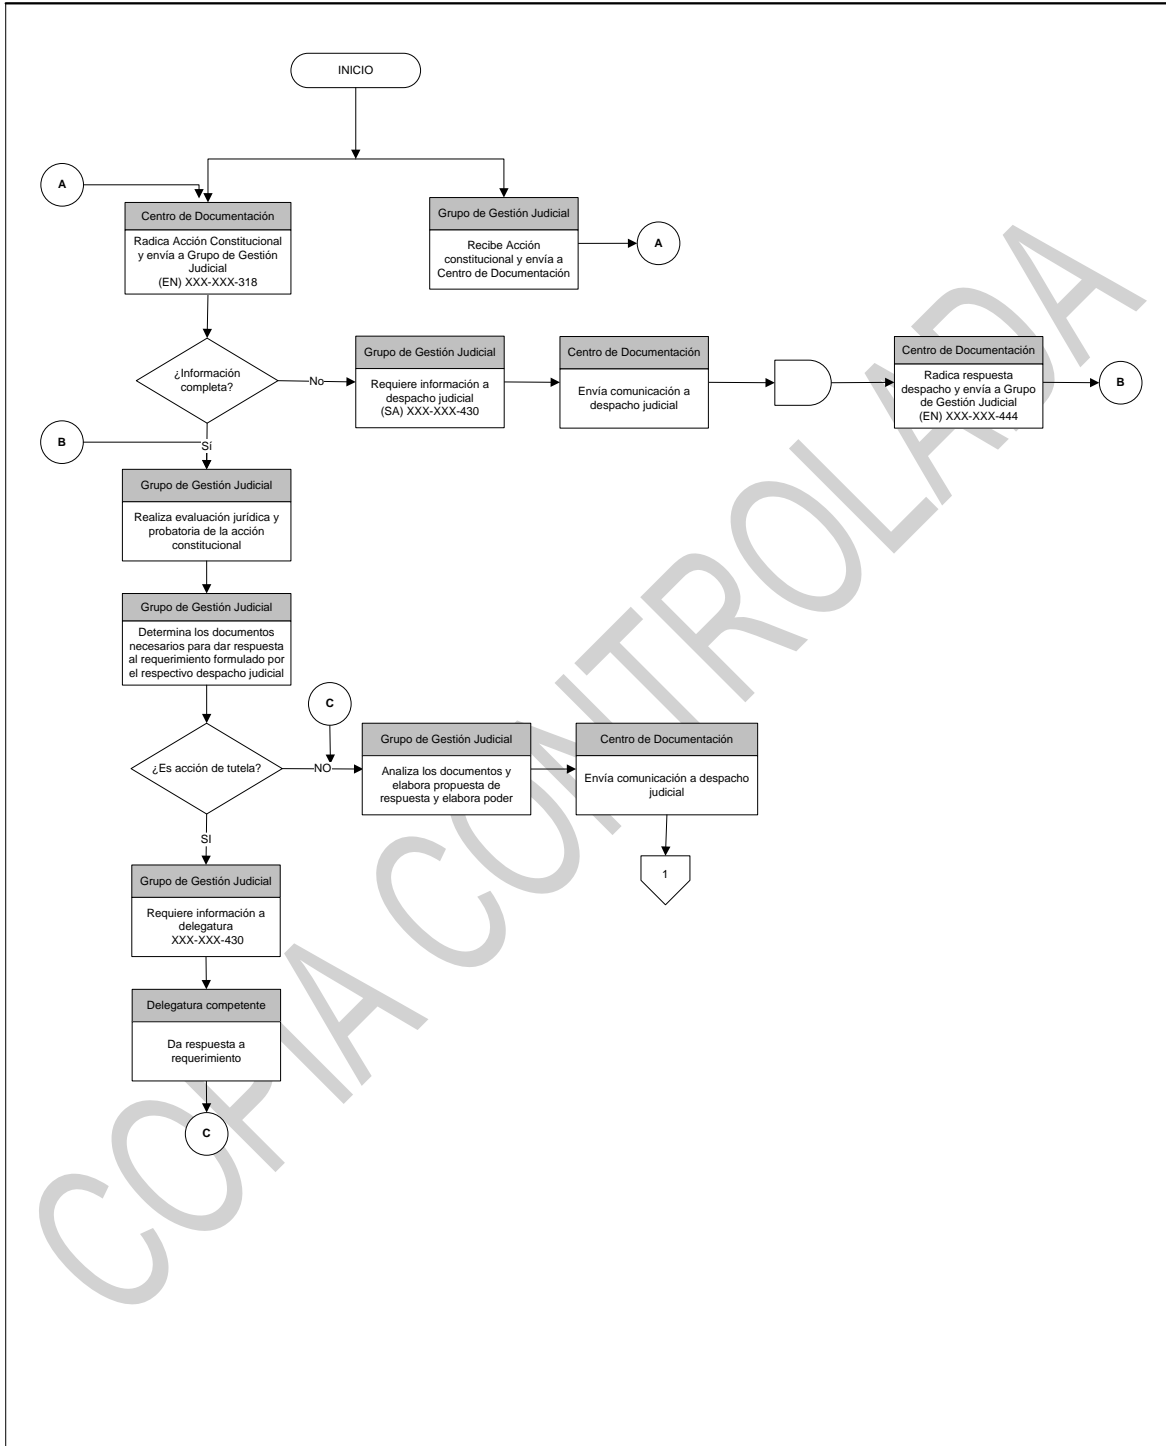 INICIO
A
Centro de Documentación
Radica Acción Constitucional
y envía a Grupo de Gestión
Judicial
(EN) XXX-XXX-318
Grupo de Gestión Judicial
Recibe Acción
constitucional y envía a
Centro de Documentación
A
¿Información
completa?
No
Grupo de Gestión Judicial
Requiere información a
despacho judicial
(SA) XXX-XXX-430
Centro de Documentación
Envía comunicación a
despacho judicial
Centro de Documentación
Radica respuesta
despacho y envía a Grupo
de Gestión Judicial
(EN) XXX-XXX-444
B
B
Sí
Grupo de Gestión Judicial
Realiza evaluación jurídica y
probatoria de la acción
constitucional
Grupo de Gestión Judicial
Determina los documentos
necesarios para dar respuesta
al requerimiento formulado por
el respectivo despacho judicial
C
¿Es acción de tutela?
NO
Grupo de Gestión Judicial
Analiza los documentos y
elabora propuesta de
respuesta y elabora poder
Centro de Documentación
Envía comunicación a despacho
judicial
1
SI
Grupo de Gestión Judicial
Requiere información a
delegatura
XXX-XXX-430
Delegatura competente
Da respuesta a
requerimiento
C
COPIA CONTROLADA